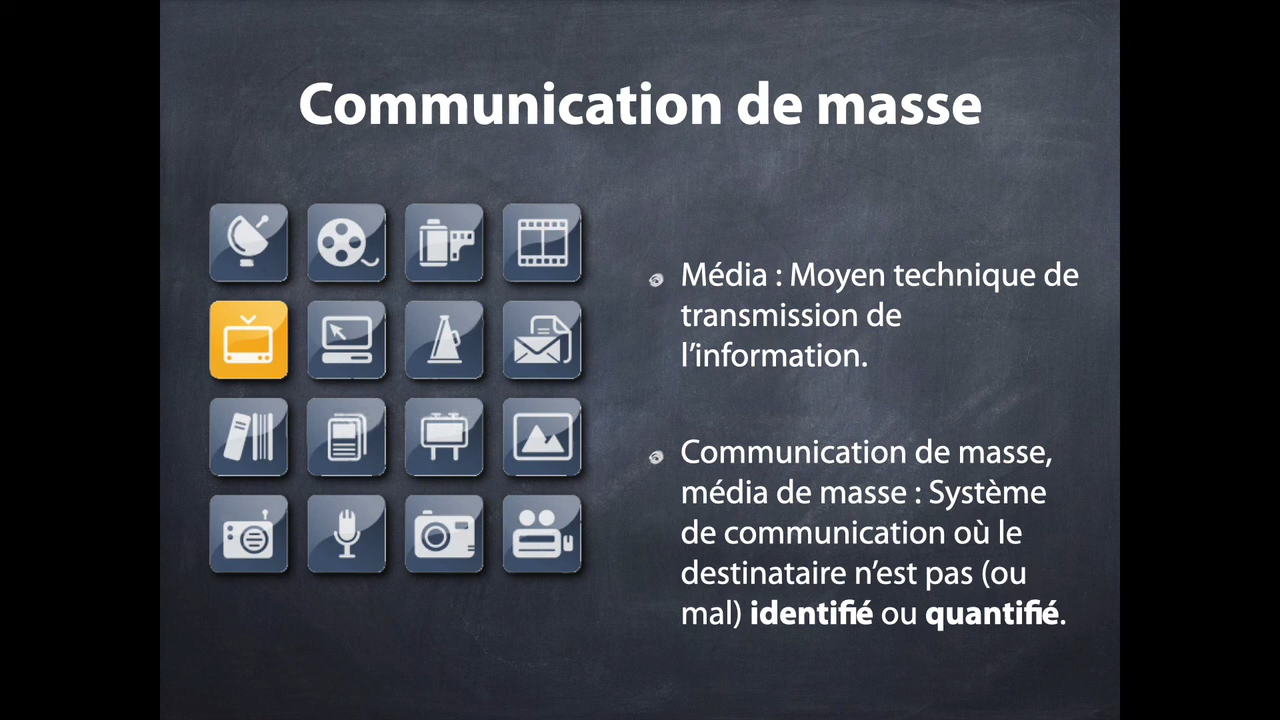 Communication de masse
Média : Moyen technique de
transmission de
l’information.
Communication de masse,
média de masse : Système
de communication où le
destinataire n’est pas (ou
mal) identifié ou quantifié.